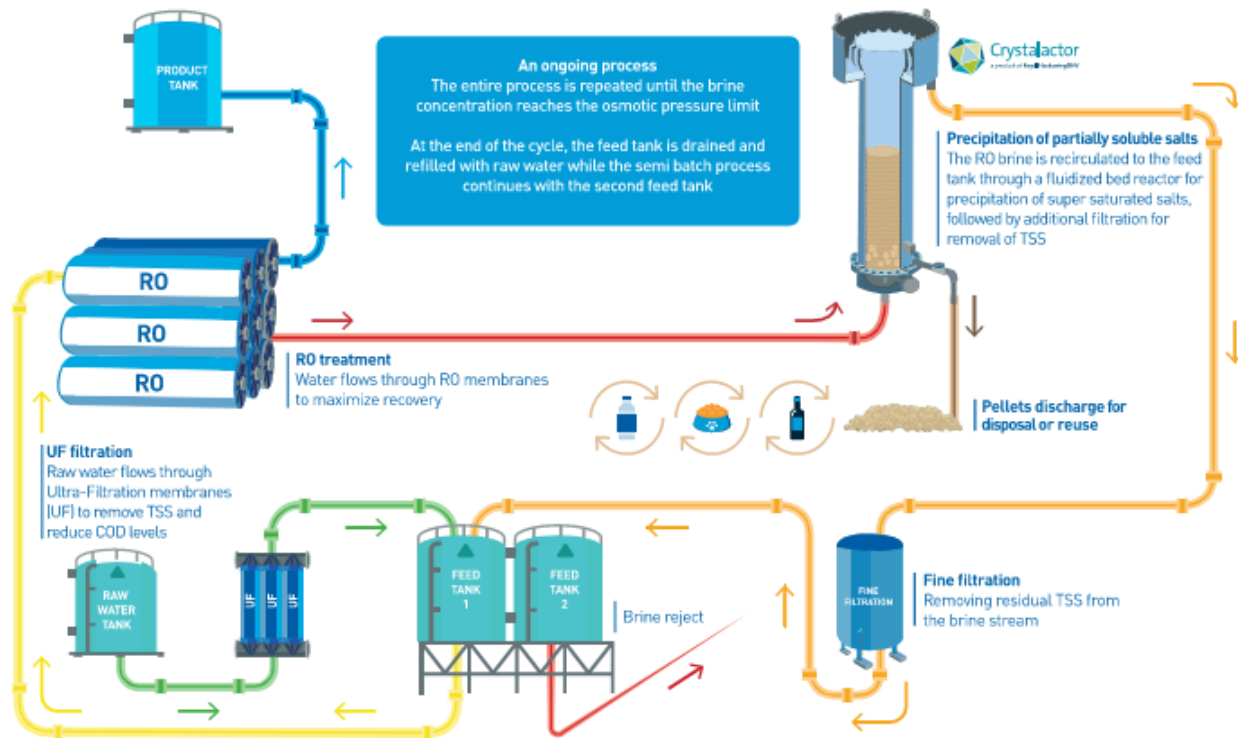 PRODUCT
TANK
An ongoing process
The entire process is repeated until the brine
concentration reaches the osmotic pressure limit
At the end of the cycle, the feed tank is drained and
refilled with raw water while the semi batch process
continues with the second feed tank
Crystalactor
a product of Royal HaskoningDHV
Precipitation of partially soluble salts
The RO brine is recirculated to the feed
tank through a fluidized bed reactor for
precipitation of super saturated salts,
followed by additional filtration for
removal of TSS
RO
RO
RO
RO treatment
Water flows through RO membranes
to maximize recovery
Pellets discharge for
disposal or reuse
UF filtration
Raw water flows through
Ultra-Filtration membranes
(UF) to remove TSS and
reduce COD levels
RAW
WATER
TANK
UF
UF
UF
FEED
TANK
1
FEED
TANK
2
Brine reject
FINE
FILTRATION
Fine filtration
Removing residual TSS from
the brine stream